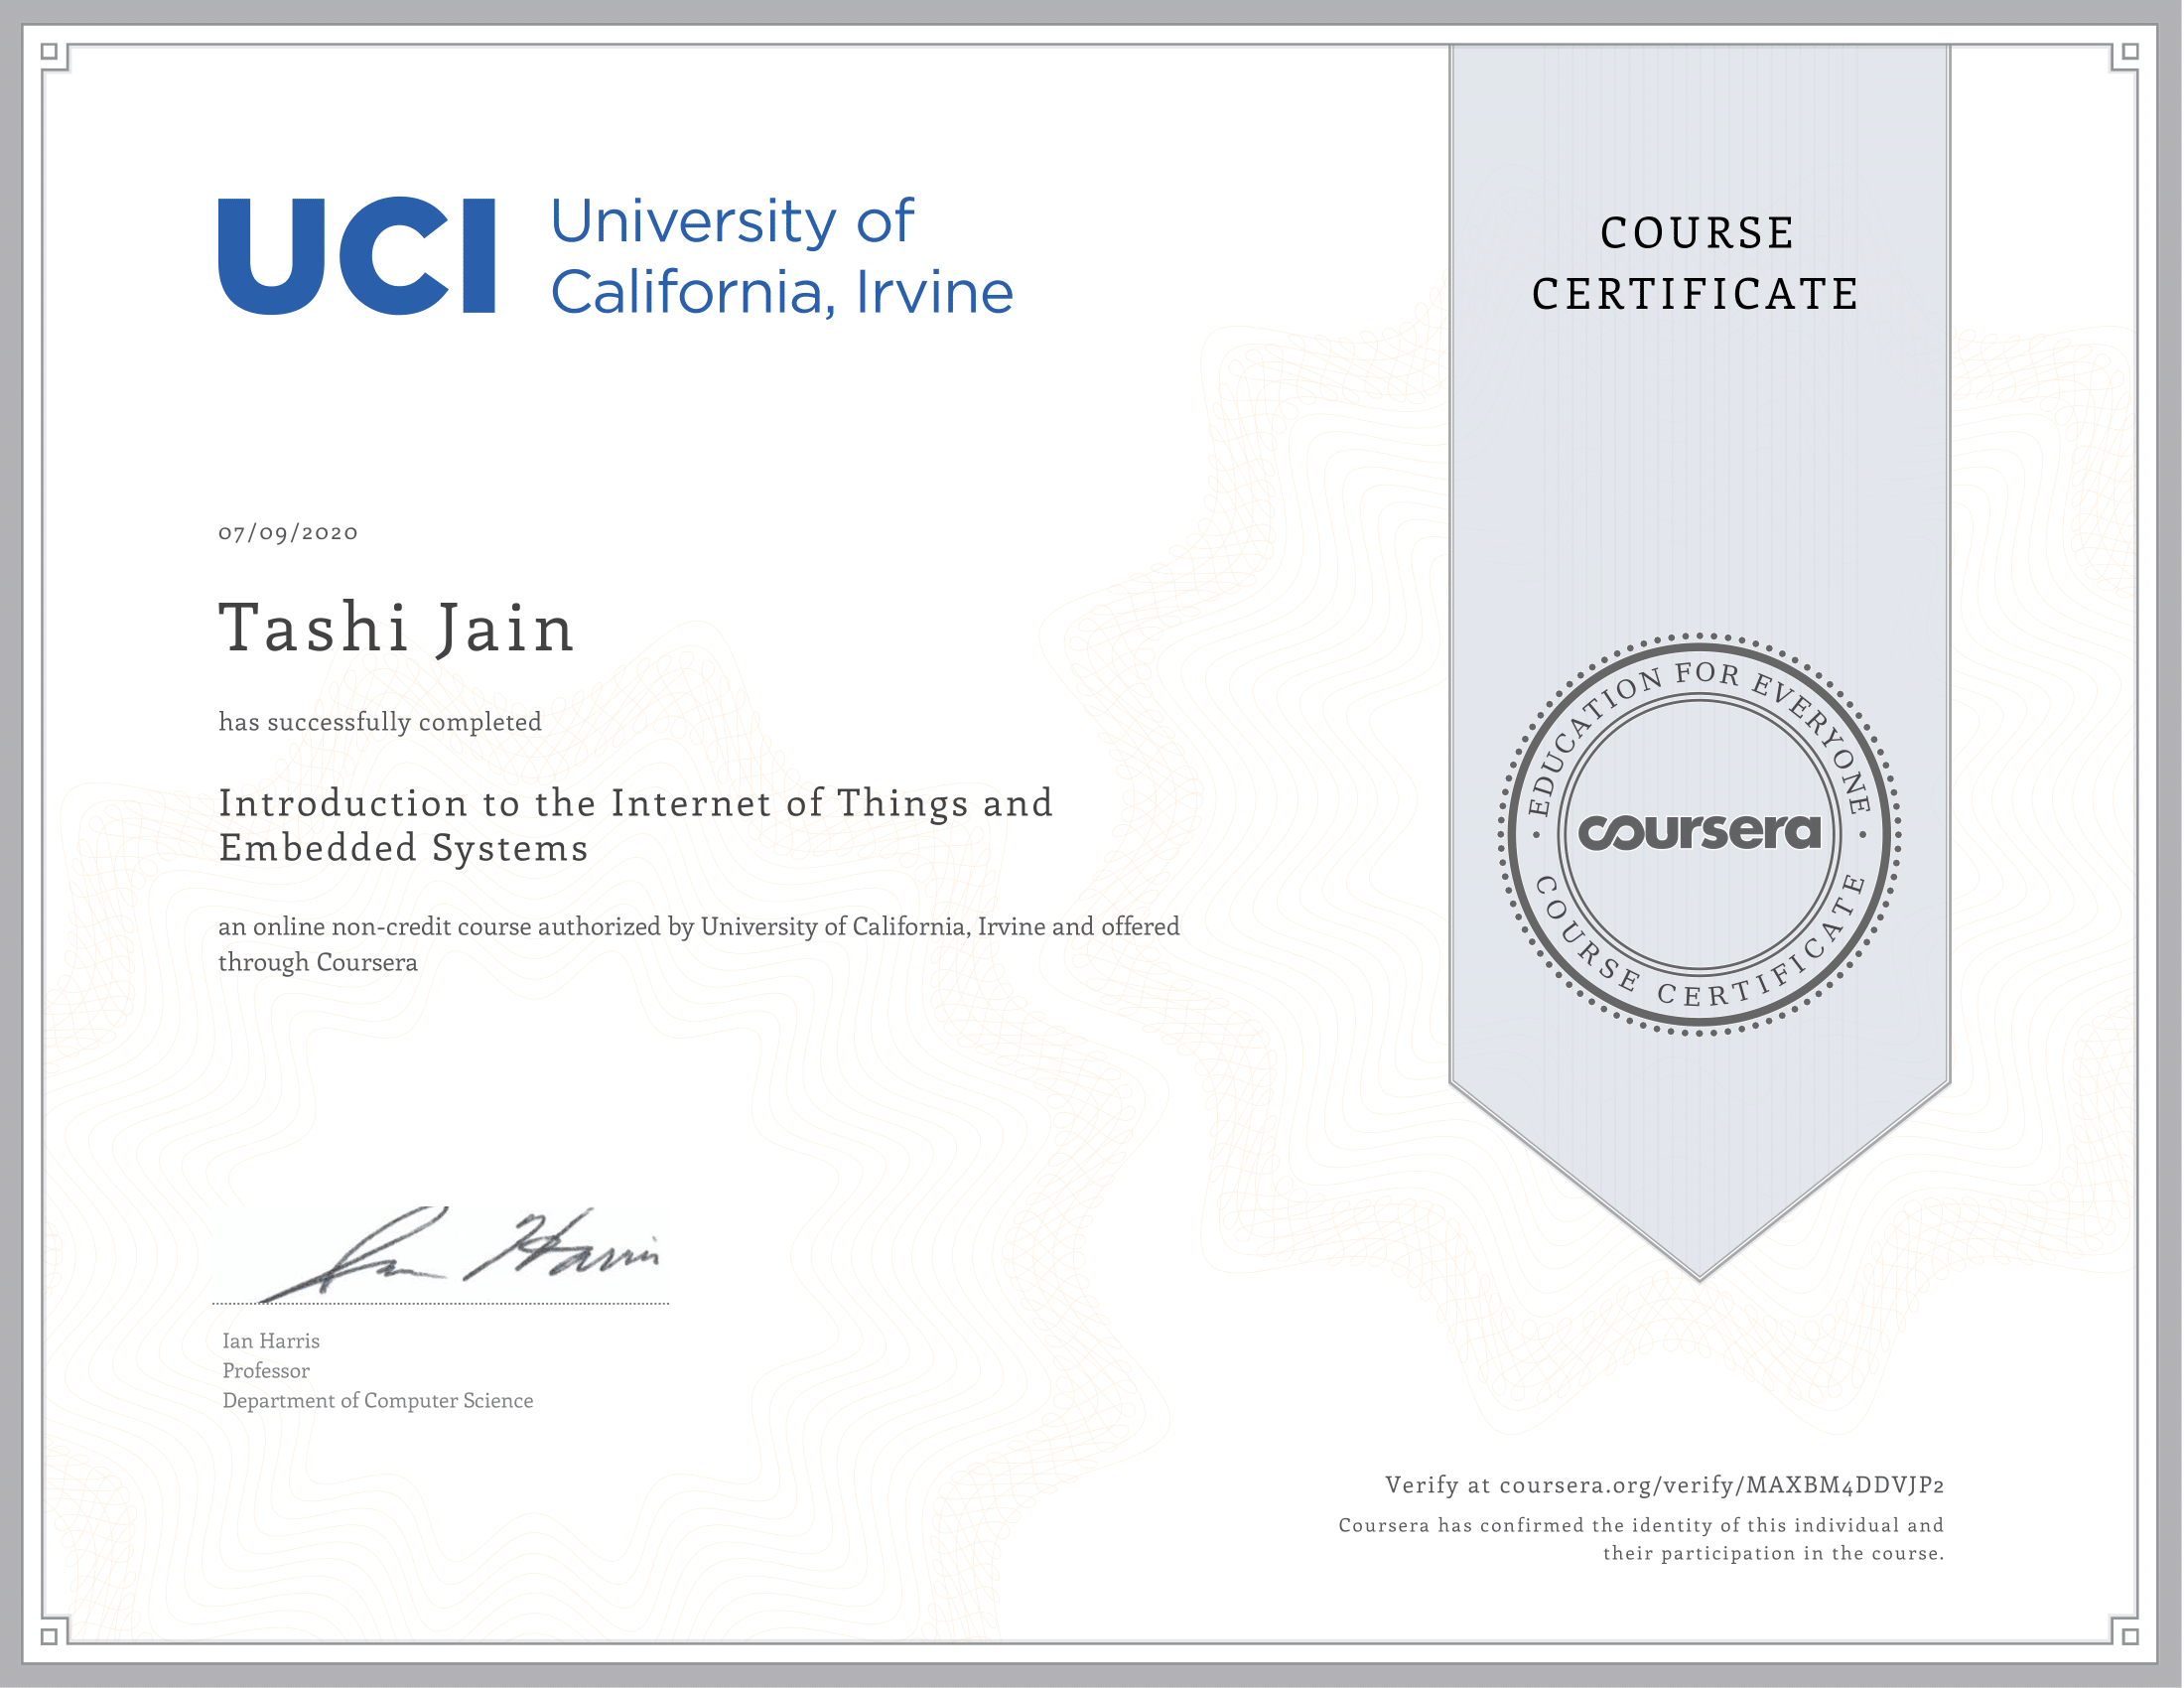 UCI University of
California, Irvine
COURSE
CERTIFICATE
07/09/2020
Tashi Jain
has successfully completed
Introduction to the Internet of Things and
Embedded Systems
an online non-credit course authorized by University of California, Irvine and offered
through Coursera
EDUCATION FOR EVERYONE
coursera
COURSE CERTIFICATE
Ian Harris
Ian Harris
Professor
Department of Computer Science
Verify at coursera.org/verify/MAXBM4DDVJP2
Coursera has confirmed the identity of this individual and
their participation in the course.